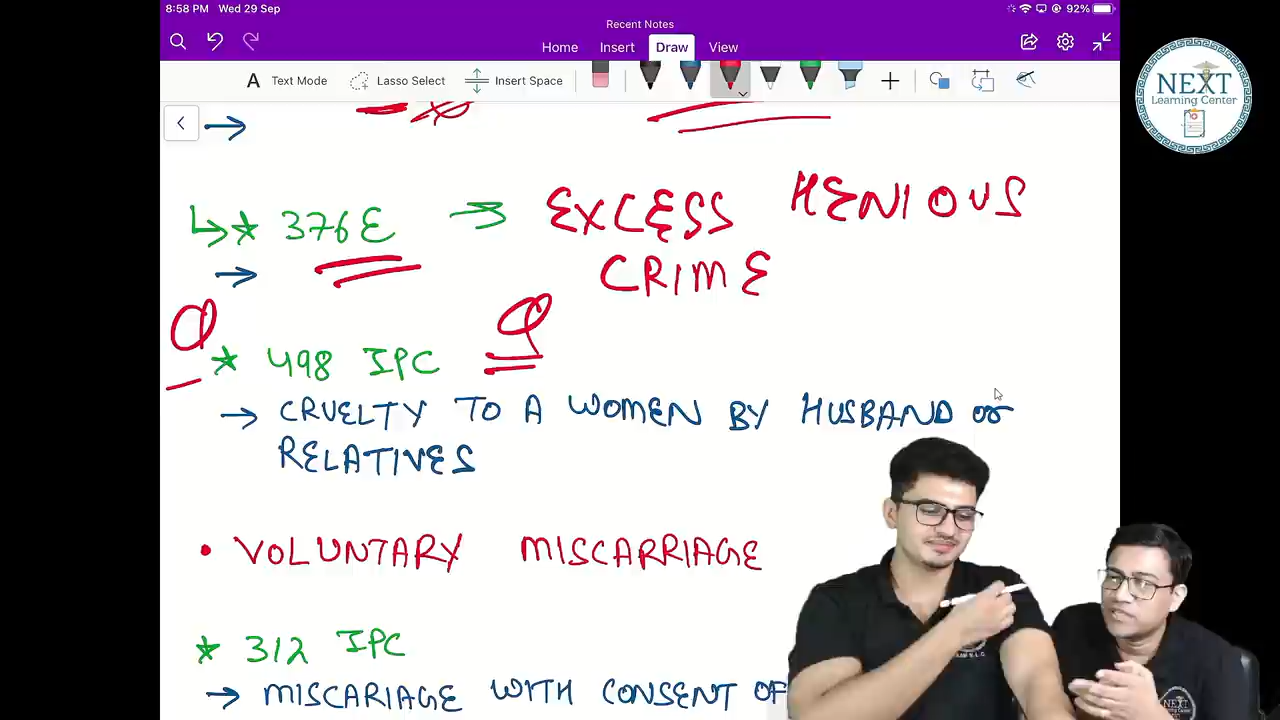 8:58 PM Wed 29 Sep
92%
Recent Notes
Home Insert Draw View
A Text Mode Lasso Select Insert Space
NEXT
Learning Center
376E → EXCESS HENIOUS
CRIME
Q
* 498 IPC Q
→ CRUELTY TO A WOMEN BY HUSBAND or
RELATIVES
• VOLUNTARY MISCARRIAGE
* 312 IPC
→ MISCARIAGE WITH CONSENT OF